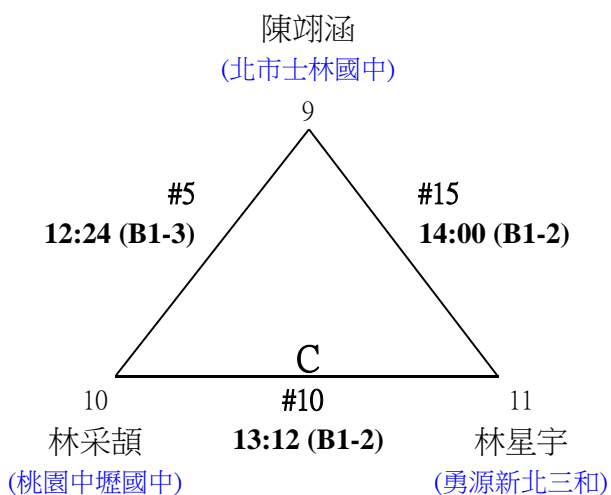 陳翊涵
(北市士林國中)
9
#5
12:24 (B1-3)
#15
14:00 (B1-2)
C
10
#10
11
林采頡
13:12 (B1-2)
林星宇
(桃園中壢國中)
(勇源新北三和)